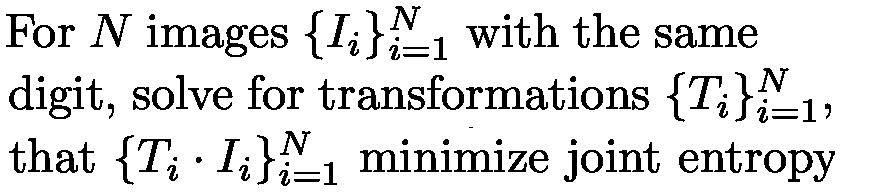 For $N$ images $\{I_i\}_{i=1}^N$ with the same
digit, solve for transformations $\{T_i\}_{i=1}^N$,
that $\{T_i \cdot I_i\}_{i=1}^N$ minimize joint entropy